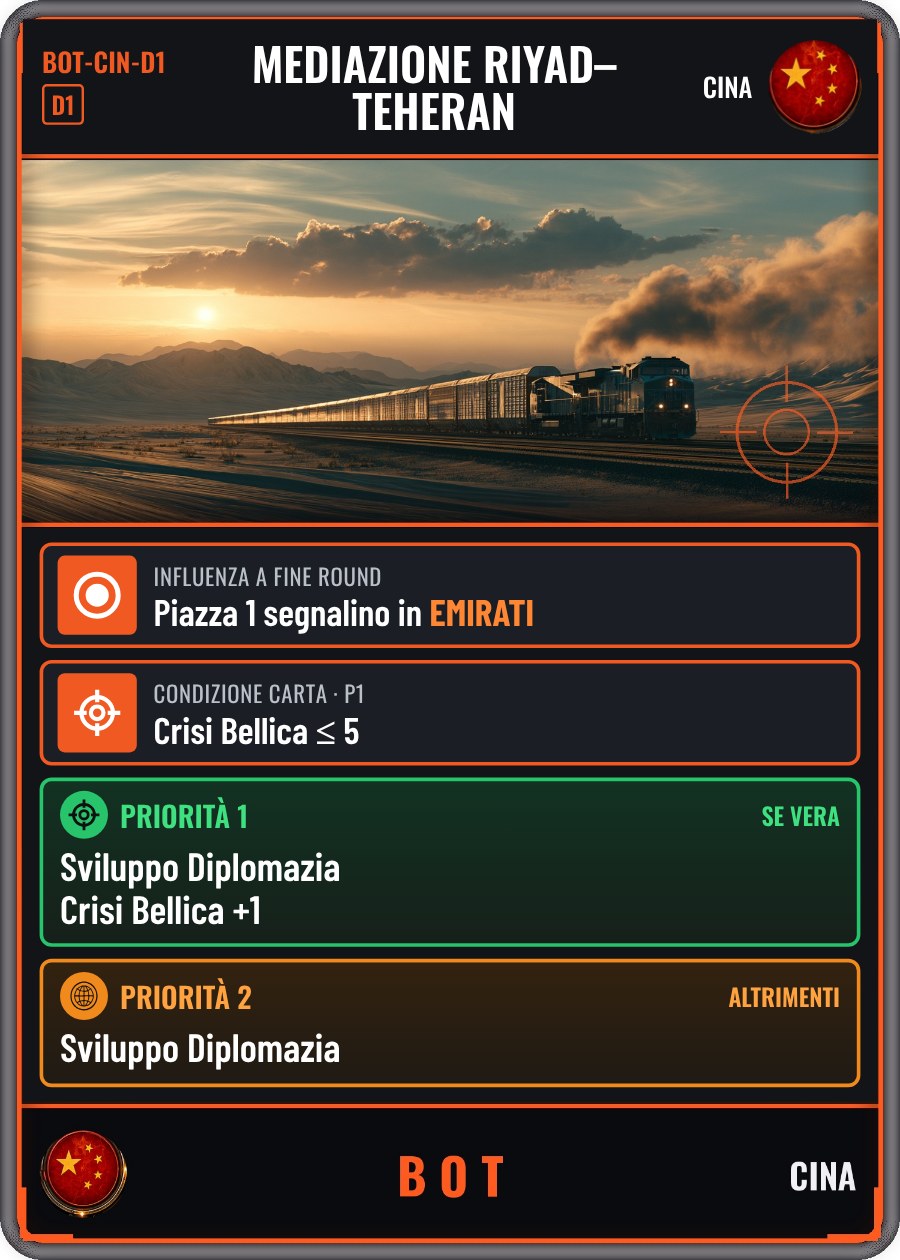 BOT-CIN-D1
D1
MEDIAZIONE RIYAD–
TEHERAN
CINA
INFLUENZA A FINE ROUND
Piazza 1 segnalino in EMIRATI
CONDIZIONE CARTA · P1
Crisi Bellica ≤ 5
PRIORITÀ 1
SE VERA
Sviluppo Diplomazia
Crisi Bellica +1
PRIORITÀ 2
ALTRIMENTI
Sviluppo Diplomazia
BOT
CINA